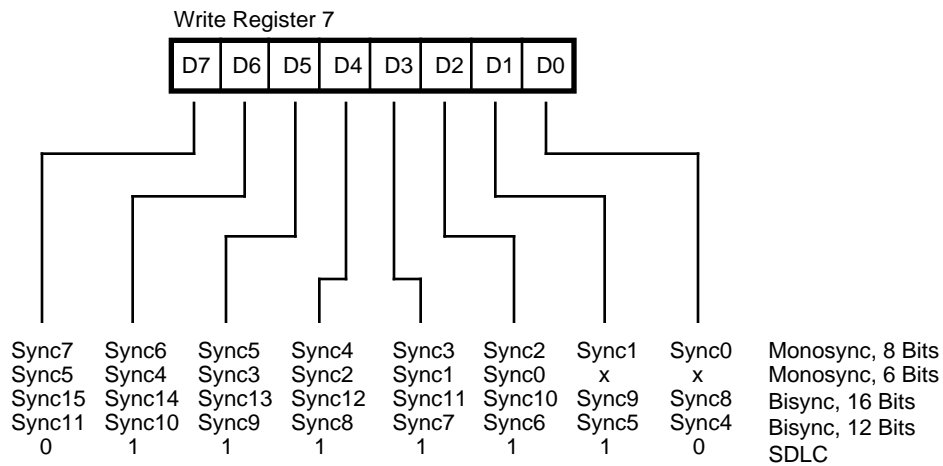 Write Register 7
D7 D6 D5 D4 D3 D2 D1 D0
Sync7 Sync6 Sync5 Sync4 Sync3 Sync2 Sync1 Sync0 Monosync, 8 Bits
Sync5 Sync4 Sync3 Sync2 Sync1 Sync0 x x Monosync, 6 Bits
Sync15 Sync14 Sync13 Sync12 Sync11 Sync10 Sync9 Sync8 Bisync, 16 Bits
Sync11 Sync10 Sync9 Sync8 Sync7 Sync6 Sync5 Sync4 Bisync, 12 Bits
0 1 1 1 1 1 1 0 SDLC